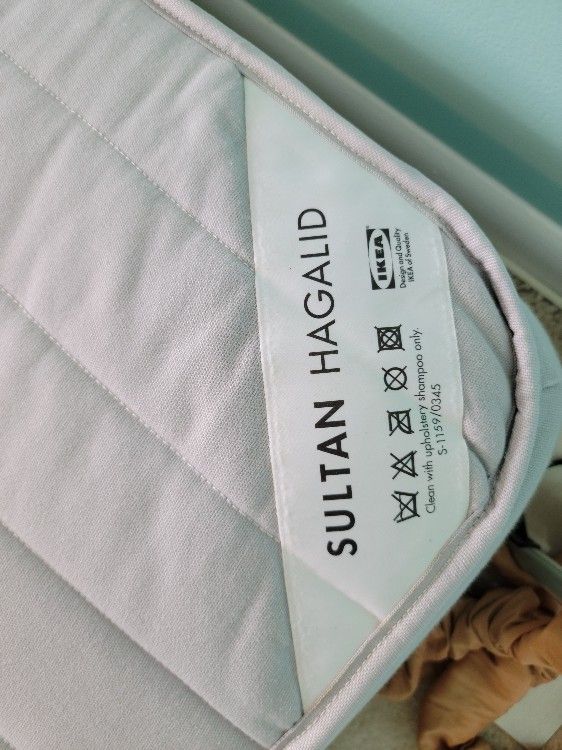 SULTAN HAGALID
IKEA
Design and Quality
IKEA of Sweden
Clean with upholstery shampoo only.
S-1159/0345